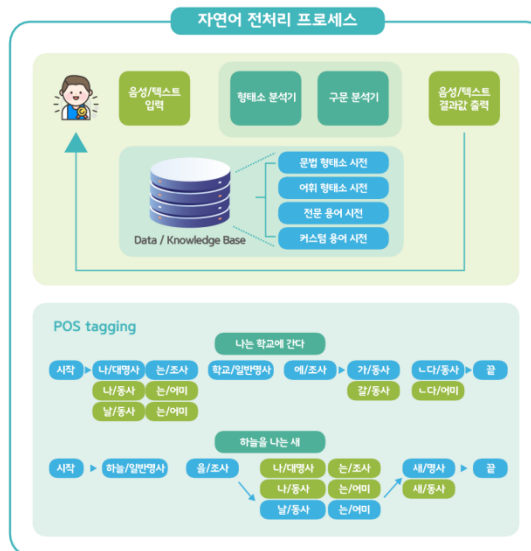 자연어 전처리 프로세스
음성/텍스트
입력
형태소 분석기
구문 분석기
음성/텍스트
결과값 출력
문법 형태소 사전
어휘 형태소 사전
전문 용어 사전
커스텀 용어 사전
Data / Knowledge Base
POS tagging
나는 학교에 간다
시작 나/대명사 는/조사 학교/일반명사 에/조사 가/동사 ㄴ다/동사 끝
나/동사 는/어미 갈/동사 ㄴ다/어미
날/동사 는/어미
하늘을 나는 새
시작 하늘/일반명사 을/조사 나/대명사 는/조사 새/명사 끝
나/동사 는/어미 새/동사
날/동사 는/어미